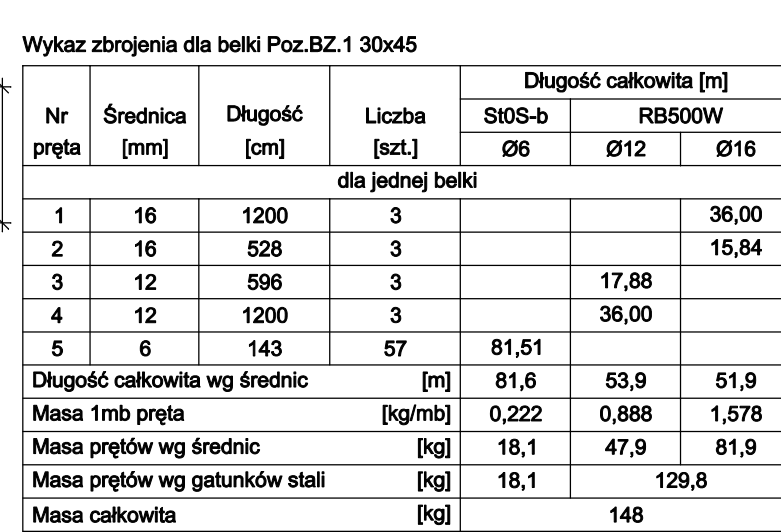 Wykaz zbrojenia dla belki Poz.BZ.1 30x45
Długość całkowita [m]
Nr Średnica Długość Liczba St0S-b RB500W
pręta [mm] [cm] [szt.] Ø6 Ø12 Ø16
dla jednej belki
1 16 1200 3 36,00
2 16 528 3 15,84
3 12 596 3 17,88
4 12 1200 3 36,00
5 6 143 57 81,51
Długość całkowita wg średnic [m] 81,6 53,9 51,9
Masa 1mb pręta [kg/mb] 0,222 0,888 1,578
Masa prętów wg średnic [kg] 18,1 47,9 81,9
Masa prętów wg gatunków stali [kg] 18,1 129,8
Masa całkowita [kg] 148